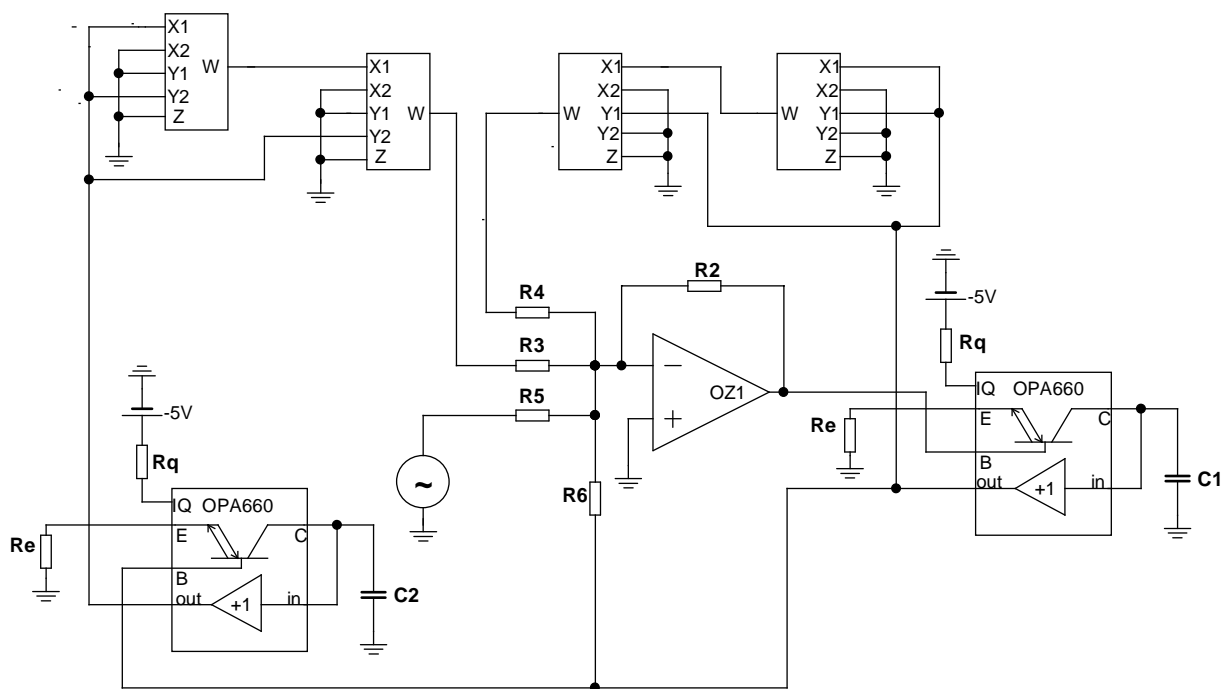 X1
X2
Y1
Y2
Z
W
X1
X2
Y1
Y2
Z
W
X1
X2
Y1
Y2
Z
W
X1
X2
Y1
Y2
Z
W
R2
R4
R3
R5
R6
OZ1
~
-5V
Rq
IQ OPA660
E
C
B
out
in
+1
Re
C1
-5V
Rq
IQ OPA660
E
C
B
out
in
+1
Re
C2